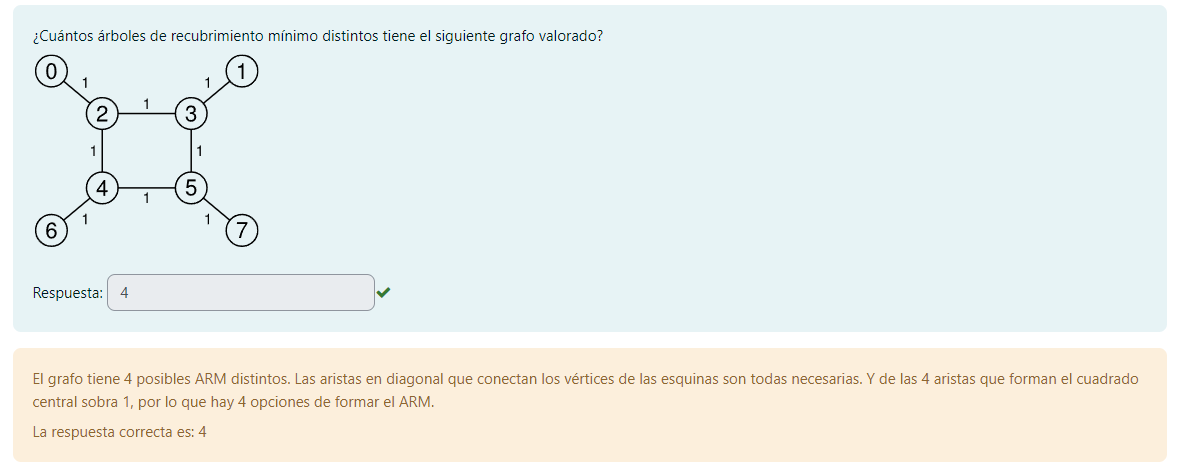 ¿Cuántos árboles de recubrimiento mínimo distintos tiene el siguiente grafo valorado?
0 1
1 1
1
2 3
1 1
4 5
1
1 1
6 7
Respuesta: 4
El grafo tiene 4 posibles ARM distintos. Las aristas en diagonal que conectan los vértices de las esquinas son todas necesarias. Y de las 4 aristas que forman el cuadrado
central sobra 1, por lo que hay 4 opciones de formar el ARM.
La respuesta correcta es: 4